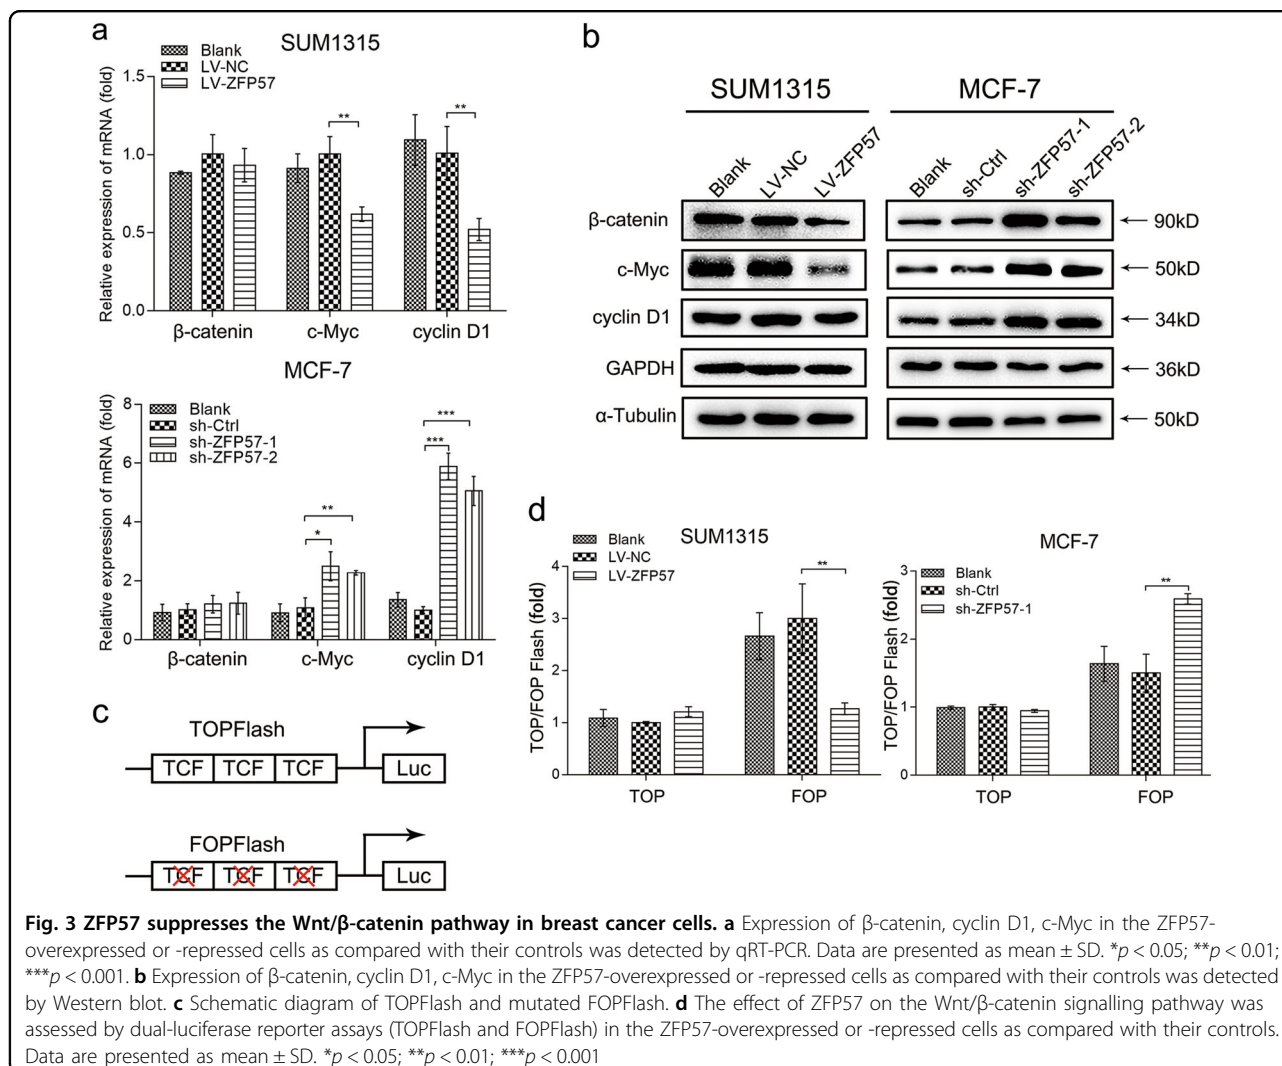 a
SUM1315
Blank
LV-NC
LV-ZFP57
Relative expression of mRNA (fold)
1.5
1.0
0.5
0.0
**
**
β-catenin
c-Myc
cyclin D1
MCF-7
Blank
sh-Ctrl
sh-ZFP57-1
sh-ZFP57-2
Relative expression of mRNA (fold)
8
6
4
2
0
*
**
***
***
β-catenin
c-Myc
cyclin D1
b
SUM1315
MCF-7
Blank
LV-NC
LV-ZFP57
Blank
sh-Ctrl
sh-ZFP57-1
sh-ZFP57-2
β-catenin
90kD
c-Myc
50kD
cyclin D1
34kD
GAPDH
36kD
α-Tubulin
50kD
c
TOPFlash
TCF TCF TCF Luc
FOPFlash
TCF TCF TCF Luc
d
SUM1315
Blank
LV-NC
LV-ZFP57
TOP/FOP Flash (fold)
4
3
2
1
0
**
TOP
FOP
MCF-7
Blank
sh-Ctrl
sh-ZFP57-1
TOP/FOP Flash (fold)
3
2
1
0
**
TOP
FOP
Fig. 3 ZFP57 suppresses the Wnt/β-catenin pathway in breast cancer cells. a Expression of β-catenin, cyclin D1, c-Myc in the ZFP57-
overexpressed or -repressed cells as compared with their controls was detected by qRT-PCR. Data are presented as mean ± SD. *p < 0.05; **p < 0.01;
***p < 0.001. b Expression of β-catenin, cyclin D1, c-Myc in the ZFP57-overexpressed or -repressed cells as compared with their controls was detected
by Western blot. c Schematic diagram of TOPFlash and mutated FOPFlash. d The effect of ZFP57 on the Wnt/β-catenin signalling pathway was
assessed by dual-luciferase reporter assays (TOPFlash and FOPFlash) in the ZFP57-overexpressed or -repressed cells as compared with their controls.
Data are presented as mean ± SD. *p < 0.05; **p < 0.01; ***p < 0.001